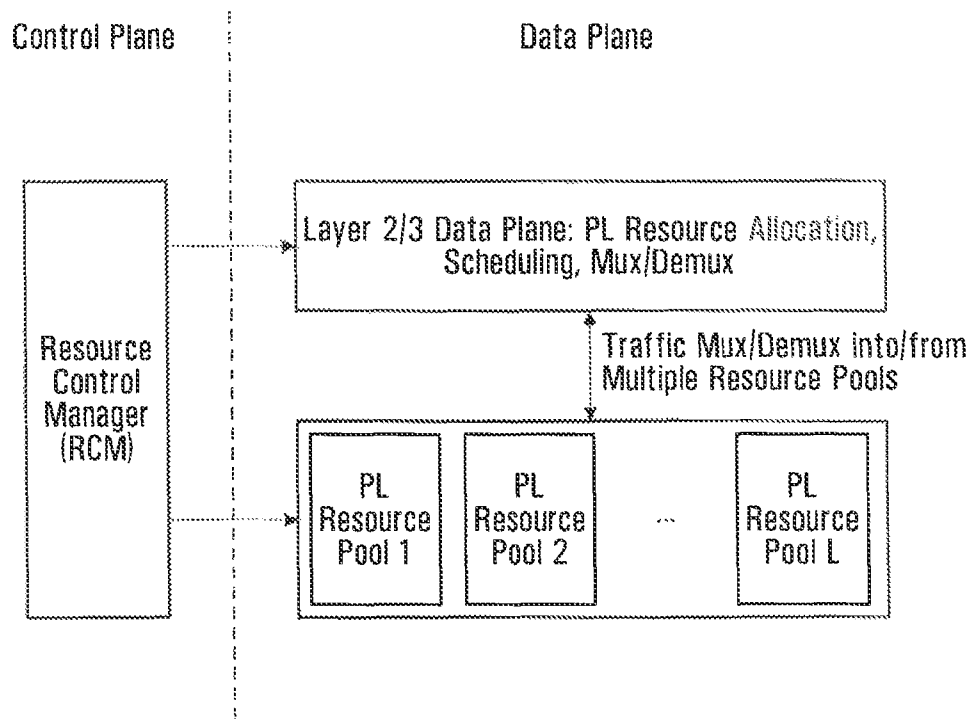 Control Plane
Data Plane
Layer 2/3 Data Plane: PL Resource Allocation,
Scheduling, Mux/Demux
Resource
Control
Manager
(RCM)
Traffic Mux/Demux into/from
Multiple Resource Pools
PL
Resource
Pool 1
PL
Resource
Pool 2
...
PL
Resource
Pool L